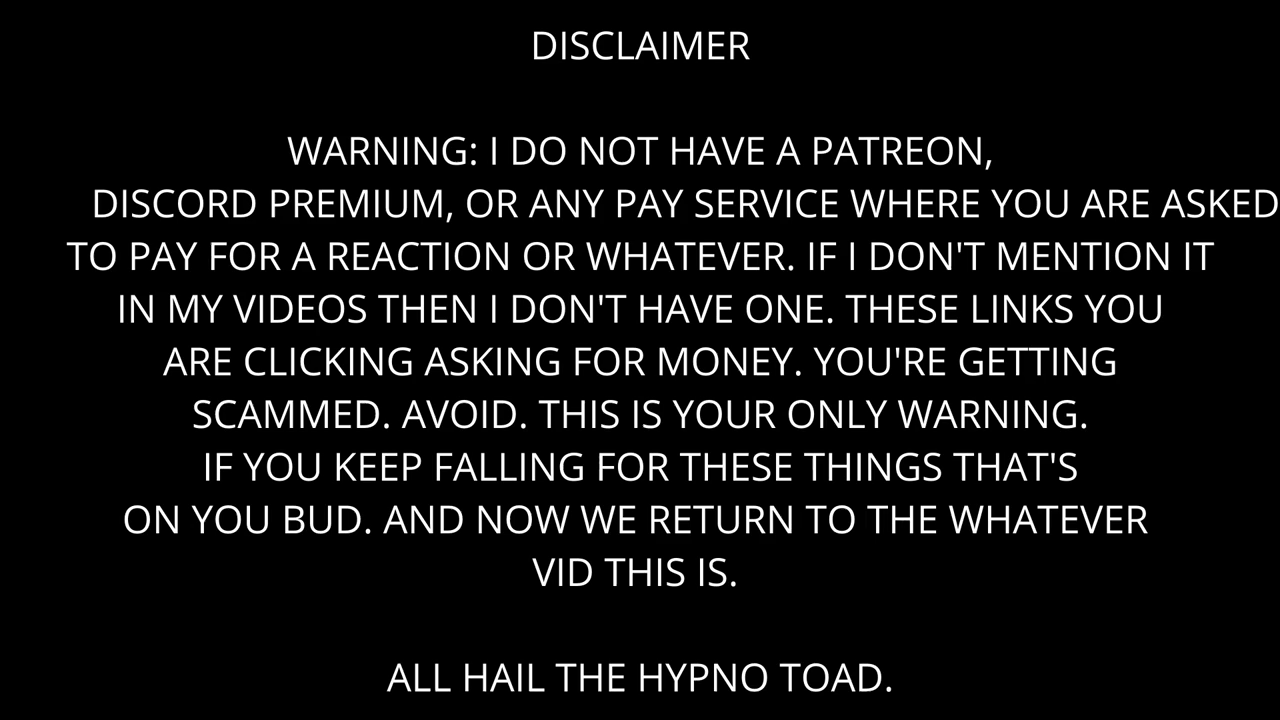 DISCLAIMER
WARNING: I DO NOT HAVE A PATREON,
DISCORD PREMIUM, OR ANY PAY SERVICE WHERE YOU ARE ASKED
TO PAY FOR A REACTION OR WHATEVER. IF I DON'T MENTION IT
IN MY VIDEOS THEN I DON'T HAVE ONE. THESE LINKS YOU
ARE CLICKING ASKING FOR MONEY. YOU'RE GETTING
SCAMMED. AVOID. THIS IS YOUR ONLY WARNING.
IF YOU KEEP FALLING FOR THESE THINGS THAT'S
ON YOU BUD. AND NOW WE RETURN TO THE WHATEVER
VID THIS IS.
ALL HAIL THE HYPNO TOAD.